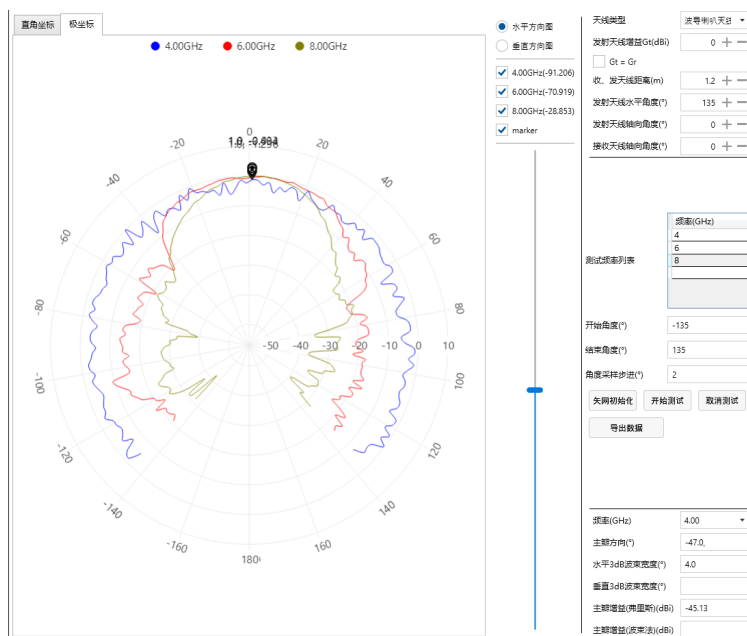 直角坐标
极坐标
4.00GHz
6.00GHz
8.00GHz
0
20
40
60
80
100
120
140
160
180
-160
-140
-120
-100
-80
-60
-40
-20
-50 -40 -30 -20 -10 0 10
水平方向图
垂直方向图
4.00GHz(-91.206)
6.00GHz(-70.919)
8.00GHz(-28.853)
marker
天线类型
发射天线增益Gt(dBi) 0
Gt = Gr
收、发天线距离(m) 1.2
发射天线水平角度(°) 135
发射天线轴向角度(°) 0
接收天线轴向角度(°) 0
测试频率列表
频率(GHz)
4
6
8
开始角度(°) -135
结束角度(°) 135
角度采样步进(°) 2
矢网初始化 开始测试 取消测试
导出数据
频率(GHz) 4.00
主瓣方向(°) -47.0,
水平3dB波束宽度(°) 4.0
垂直3dB波束宽度(°)
主瓣增益(弗里斯)(dBi) -45.13
主瓣增益(波束法)(dBi)